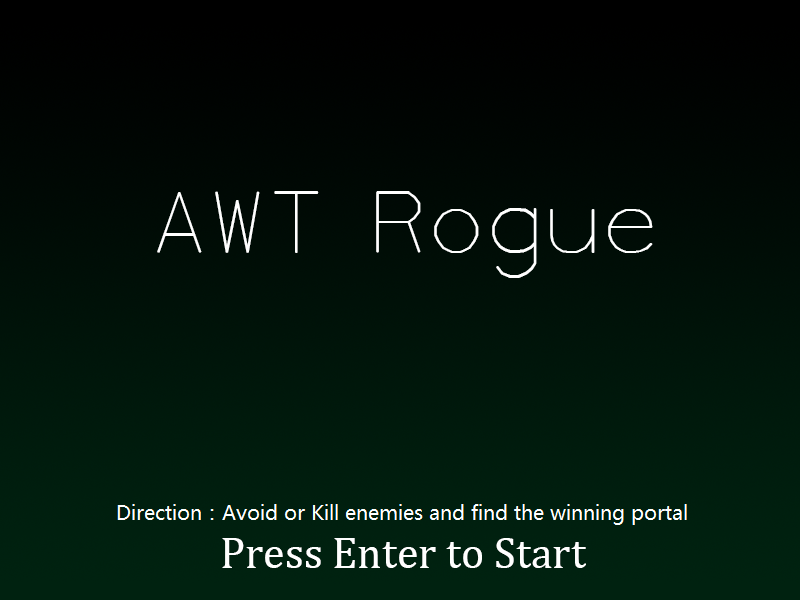 AWT Rogue
Direction : Avoid or Kill enemies and find the winning portal
Press Enter to Start